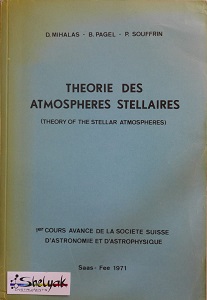 D. MIHALAS - B. PAGEL - P. SOUFFRIN
THEORIE DES
ATMOSPHERES STELLAIRES
(THEORY OF THE STELLAR ATMOSPHERES)
1er COURS AVANCE DE LA SOCIETE SUISSE
D'ASTRONOMIE ET D'ASTROPHYSIQUE
Saas - Fee 1971
Shelyak